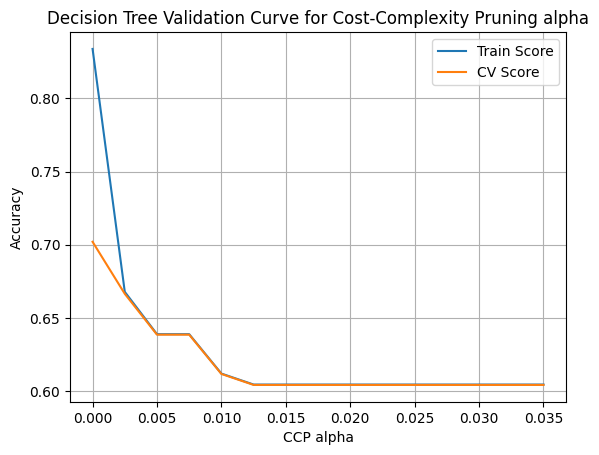 Decision Tree Validation Curve for Cost-Complexity Pruning alpha
Train Score
CV Score
Accuracy
0.80
0.75
0.70
0.65
0.60
0.000 0.005 0.010 0.015 0.020 0.025 0.030 0.035
CCP alpha